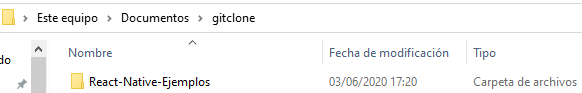 Este equipo > Documentos > gitclone
do
Nombre Fecha de modificación Tipo
React-Native-Ejemplos 03/06/2020 17:20 Carpeta de archivos